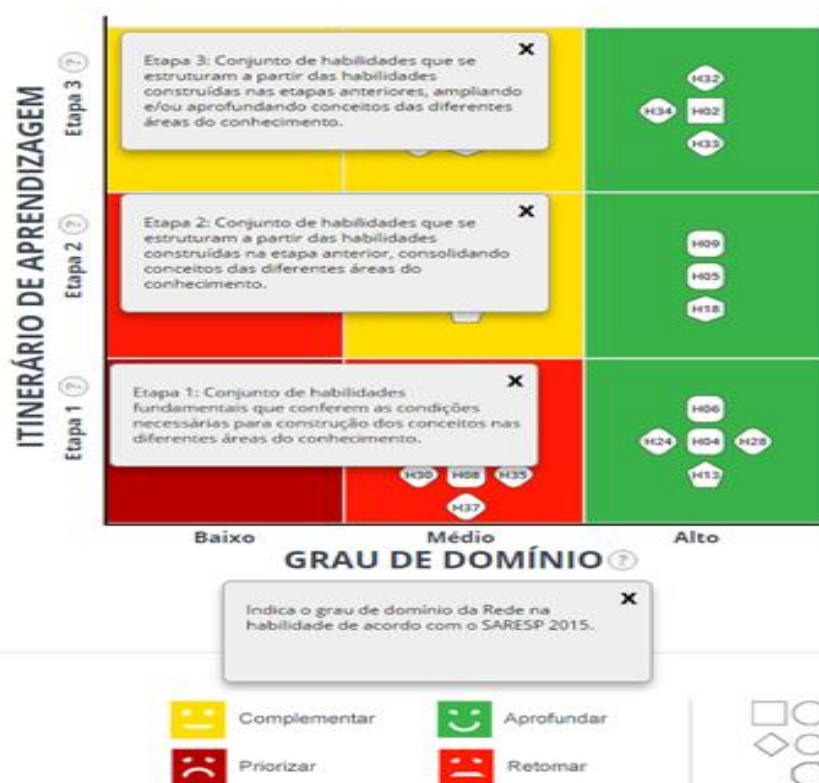 ITINERÁRIO DE APRENDIZAGEM
Etapa 3 ?
Etapa 3: Conjunto de habilidades que se
estruturam a partir das habilidades
construídas nas etapas anteriores, ampliando
e/ou aprofundando conceitos das diferentes
áreas do conhecimento.
H32
H34 H02
H33
Etapa 2 ?
Etapa 2: Conjunto de habilidades que se
estruturam a partir das habilidades
construídas na etapa anterior, consolidando
conceitos das diferentes áreas do
conhecimento.
H09
H05
H18
Etapa 1 ?
Etapa 1: Conjunto de habilidades
fundamentais que conferem as condições
necessárias para construção dos conceitos nas
diferentes áreas do conhecimento.
H30 H08 H35
H37
H06
H24 H04 H28
H13
Baixo Médio Alto
GRAU DE DOMÍNIO ?
Indica o grau de domínio da Rede na
habilidade de acordo com o SARESP 2015.
Complementar Aprofundar
Priorizar Retomar